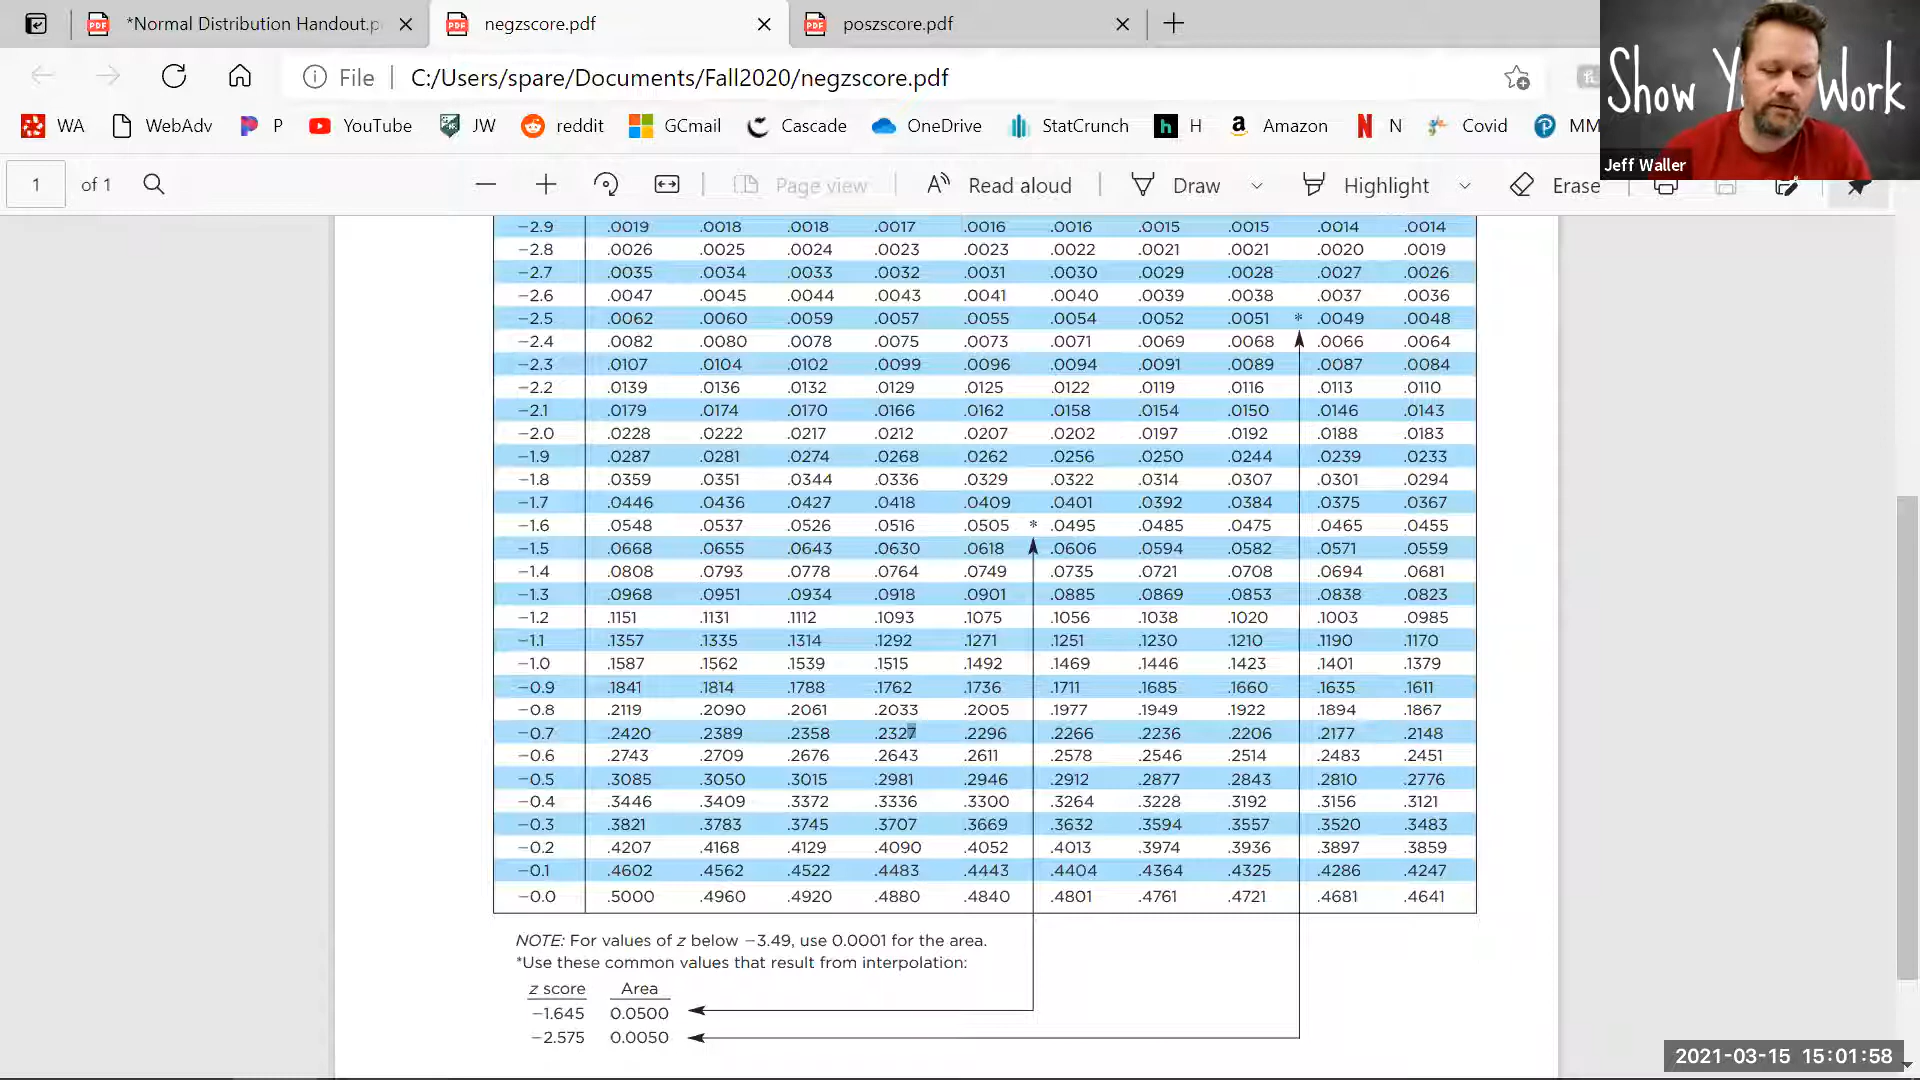 *Normal Distribution Handout.p
negzscore.pdf
poszscore.pdf
File
C:/Users/spare/Documents/Fall2020/negzscore.pdf
Show Y Work
WA
WebAdv
P
YouTube
JW
reddit
GCmail
Cascade
OneDrive
StatCrunch
H
Amazon
N
Covid
MM
Jeff Waller
1 of 1
Page view
Read aloud
Draw
Highlight
Erase
−2.9 .0019 .0018 .0018 .0017 .0016 .0016 .0015 .0015 .0014 .0014
−2.8 .0026 .0025 .0024 .0023 .0023 .0022 .0021 .0021 .0020 .0019
−2.7 .0035 .0034 .0033 .0032 .0031 .0030 .0029 .0028 .0027 .0026
−2.6 .0047 .0045 .0044 .0043 .0041 .0040 .0039 .0038 .0037 .0036
−2.5 .0062 .0060 .0059 .0057 .0055 .0054 .0052 .0051 * .0049 .0048
−2.4 .0082 .0080 .0078 .0075 .0073 .0071 .0069 .0068 .0066 .0064
−2.3 .0107 .0104 .0102 .0099 .0096 .0094 .0091 .0089 .0087 .0084
−2.2 .0139 .0136 .0132 .0129 .0125 .0122 .0119 .0116 .0113 .0110
−2.1 .0179 .0174 .0170 .0166 .0162 .0158 .0154 .0150 .0146 .0143
−2.0 .0228 .0222 .0217 .0212 .0207 .0202 .0197 .0192 .0188 .0183
−1.9 .0287 .0281 .0274 .0268 .0262 .0256 .0250 .0244 .0239 .0233
−1.8 .0359 .0351 .0344 .0336 .0329 .0322 .0314 .0307 .0301 .0294
−1.7 .0446 .0436 .0427 .0418 .0409 .0401 .0392 .0384 .0375 .0367
−1.6 .0548 .0537 .0526 .0516 .0505 * .0495 .0485 .0475 .0465 .0455
−1.5 .0668 .0655 .0643 .0630 .0618 .0606 .0594 .0582 .0571 .0559
−1.4 .0808 .0793 .0778 .0764 .0749 .0735 .0721 .0708 .0694 .0681
−1.3 .0968 .0951 .0934 .0918 .0901 .0885 .0869 .0853 .0838 .0823
−1.2 .1151 .1131 .1112 .1093 .1075 .1056 .1038 .1020 .1003 .0985
−1.1 .1357 .1335 .1314 .1292 .1271 .1251 .1230 .1210 .1190 .1170
−1.0 .1587 .1562 .1539 .1515 .1492 .1469 .1446 .1423 .1401 .1379
−0.9 .1841 .1814 .1788 .1762 .1736 .1711 .1685 .1660 .1635 .1611
−0.8 .2119 .2090 .2061 .2033 .2005 .1977 .1949 .1922 .1894 .1867
−0.7 .2420 .2389 .2358 .2327 .2296 .2266 .2236 .2206 .2177 .2148
−0.6 .2743 .2709 .2676 .2643 .2611 .2578 .2546 .2514 .2483 .2451
−0.5 .3085 .3050 .3015 .2981 .2946 .2912 .2877 .2843 .2810 .2776
−0.4 .3446 .3409 .3372 .3336 .3300 .3264 .3228 .3192 .3156 .3121
−0.3 .3821 .3783 .3745 .3707 .3669 .3632 .3594 .3557 .3520 .3483
−0.2 .4207 .4168 .4129 .4090 .4052 .4013 .3974 .3936 .3897 .3859
−0.1 .4602 .4562 .4522 .4483 .4443 .4404 .4364 .4325 .4286 .4247
−0.0 .5000 .4960 .4920 .4880 .4840 .4801 .4761 .4721 .4681 .4641
NOTE: For values of z below −3.49, use 0.0001 for the area.
*Use these common values that result from interpolation:
z score Area
−1.645 0.0500
−2.575 0.0050
2021-03-15 15:01:58